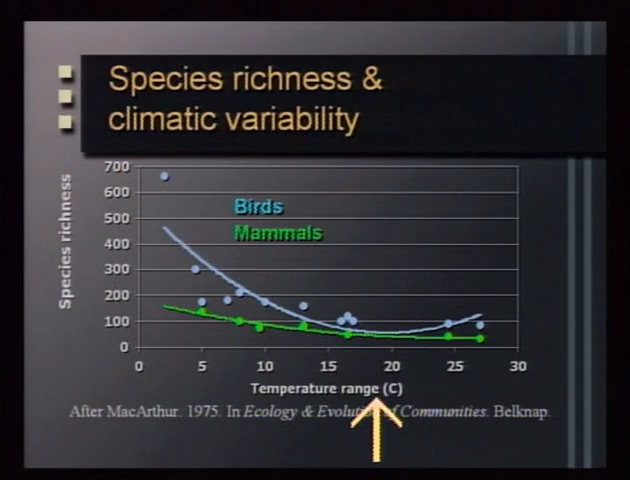 Species richness &
climatic variability
Species richness
700
600
500
400
300
200
100
0
Birds
Mammals
0 5 10 15 20 25 30
Temperature range (C)
After MacArthur. 1975. In Ecology & Evolution of Communities. Belknap.